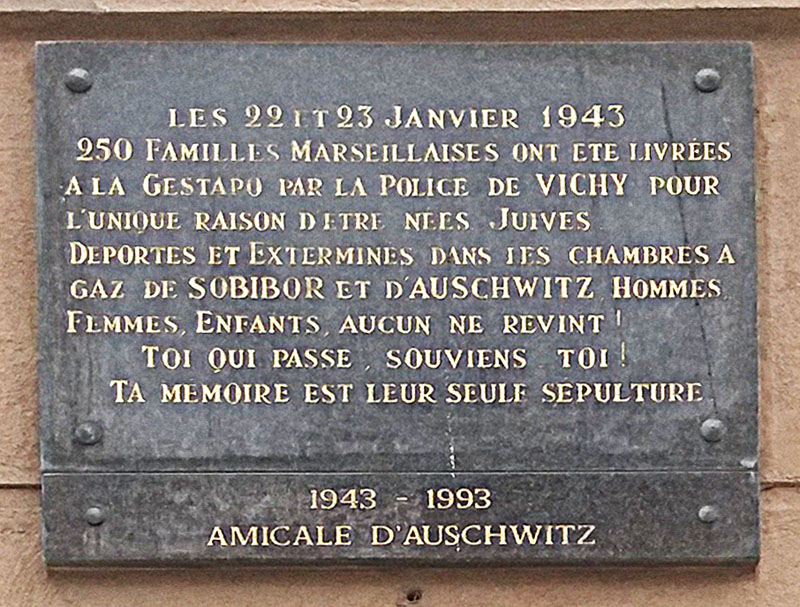 LES 22 ET 23 JANVIER 1943
250 FAMILLES MARSEILLAISES ONT ETE LIVRÉES
A LA GESTAPO PAR LA POLICE DE VICHY POUR
L'UNIQUE RAISON D'ETRE NEES JUIVES.
DEPORTES ET EXTERMINES DANS LES CHAMBRES A
GAZ DE SOBIBOR ET D'AUSCHWITZ. HOMMES,
FEMMES, ENFANTS, AUCUN NE REVINT !
TOI QUI PASSE, SOUVIENS-TOI !
TA MEMOIRE EST LEUR SEULE SEPULTURE.
1943 - 1993
AMICALE D'AUSCHWITZ